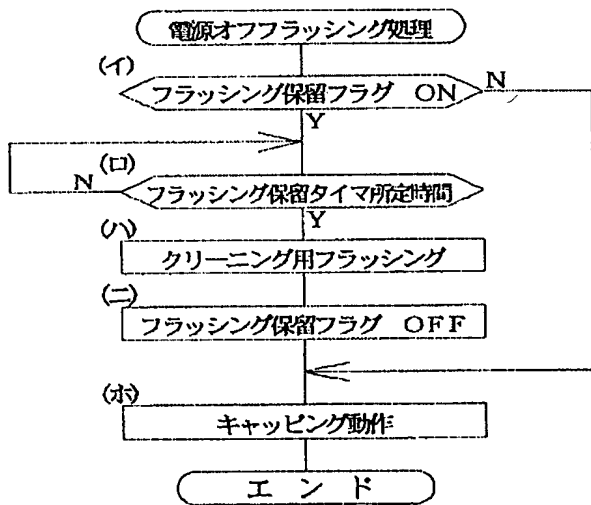 電源オフフラッシング処理
(イ)
フラッシング保留フラグ ON
N
Y
(ロ)
N
フラッシング保留タイマ所定時間
Y
(ハ)
クリーニング用フラッシング
(ニ)
フラッシング保留フラグ OFF
(ホ)
キャッピング動作
エンド